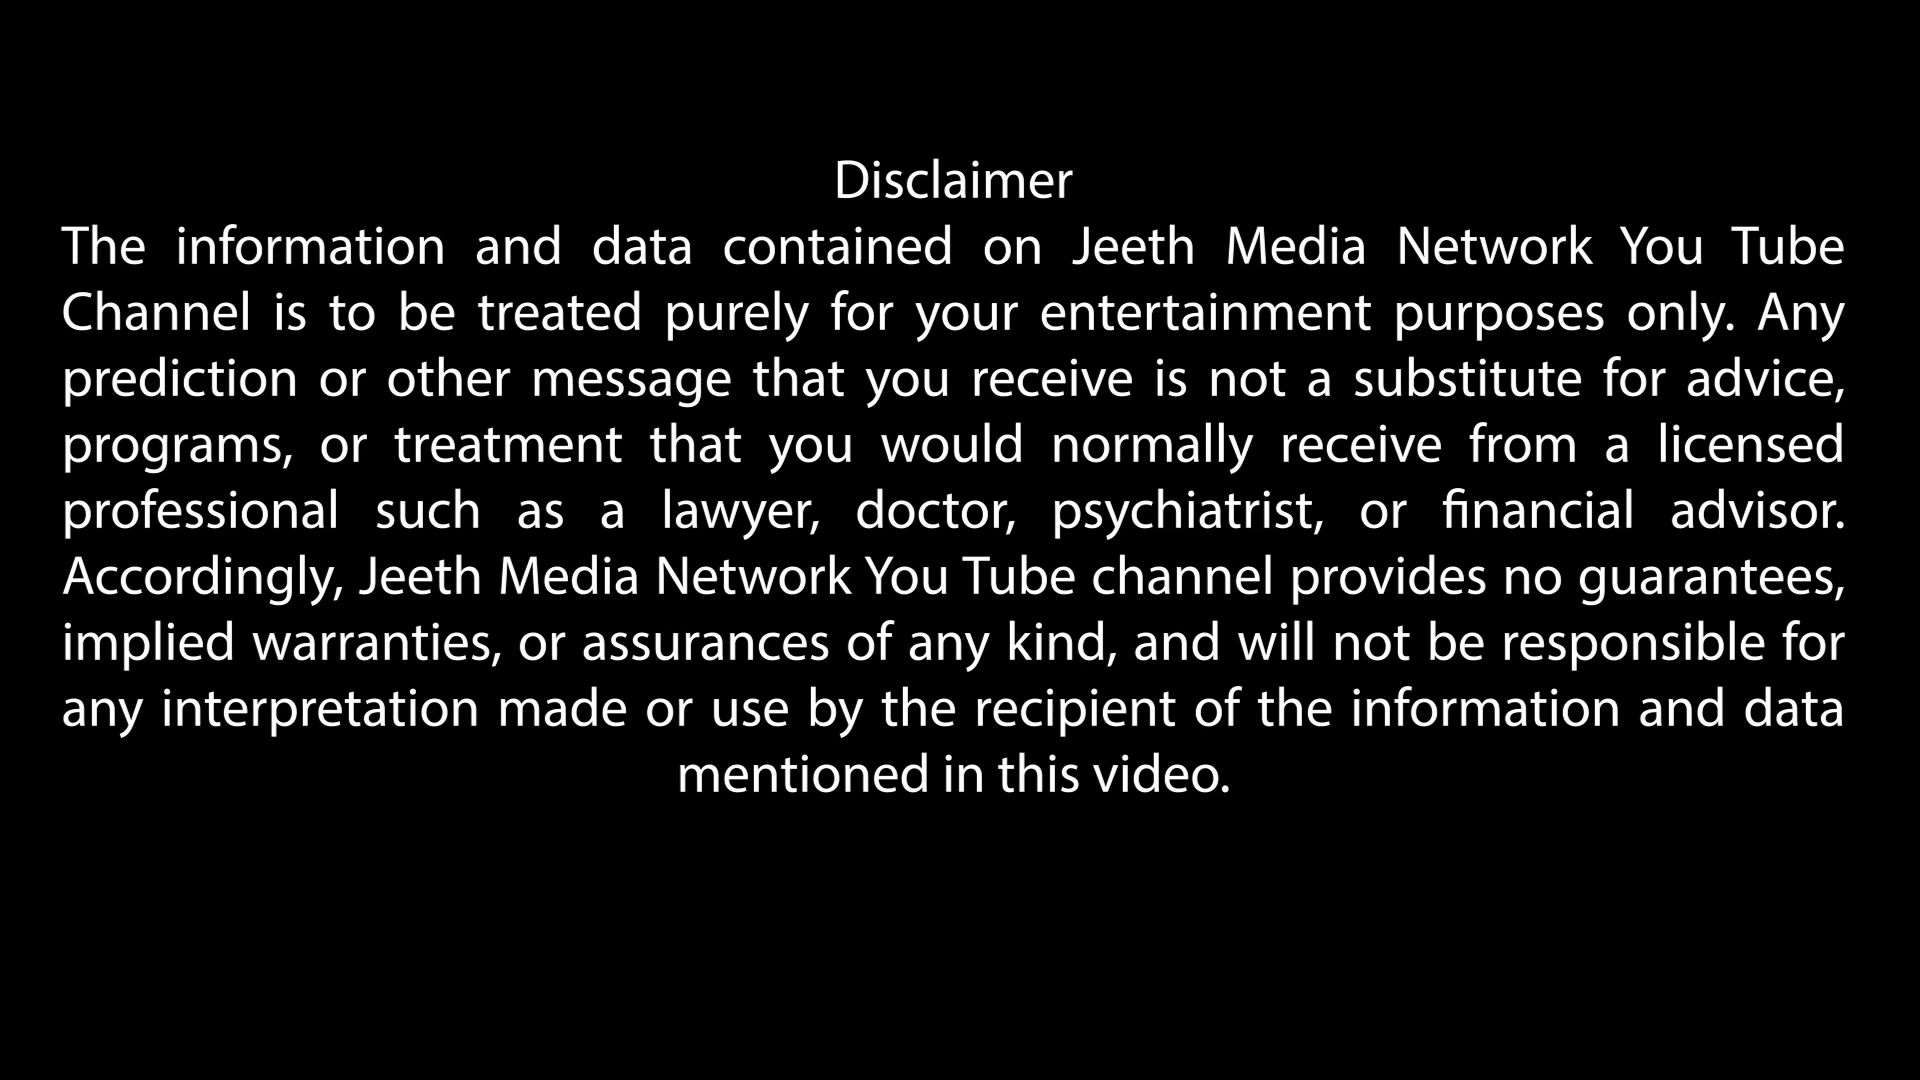 Disclaimer
The information and data contained on Jeeth Media Network You Tube
Channel is to be treated purely for your entertainment purposes only. Any
prediction or other message that you receive is not a substitute for advice,
programs, or treatment that you would normally receive from a licensed
professional such as a lawyer, doctor, psychiatrist, or financial advisor.
Accordingly, Jeeth Media Network You Tube channel provides no guarantees,
implied warranties, or assurances of any kind, and will not be responsible for
any interpretation made or use by the recipient of the information and data
mentioned in this video.